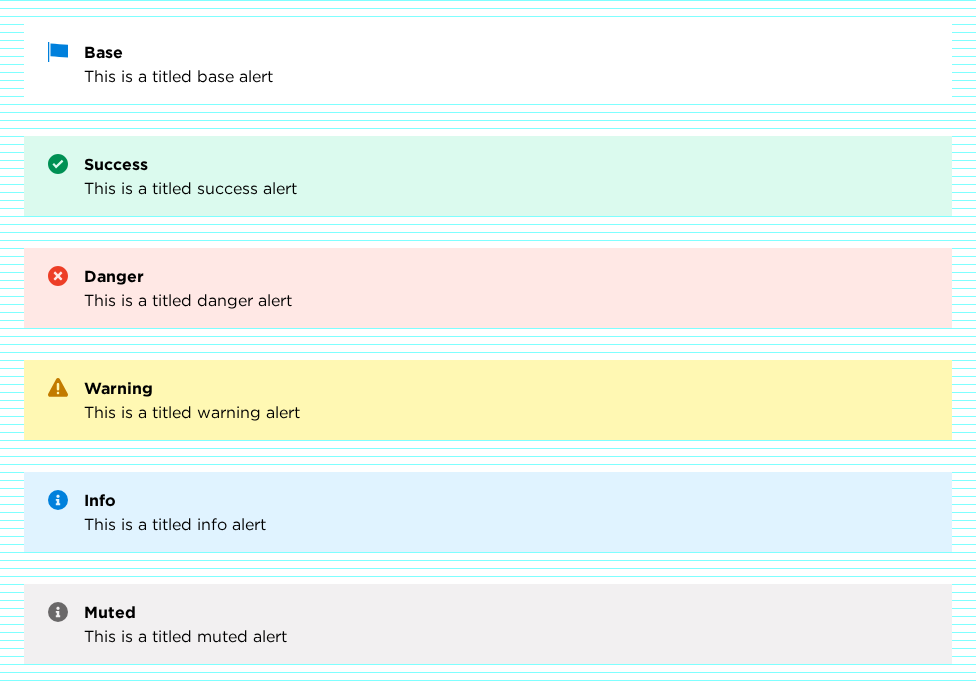 Base
This is a titled base alert
Success
This is a titled success alert
Danger
This is a titled danger alert
Warning
This is a titled warning alert
Info
This is a titled info alert
Muted
This is a titled muted alert